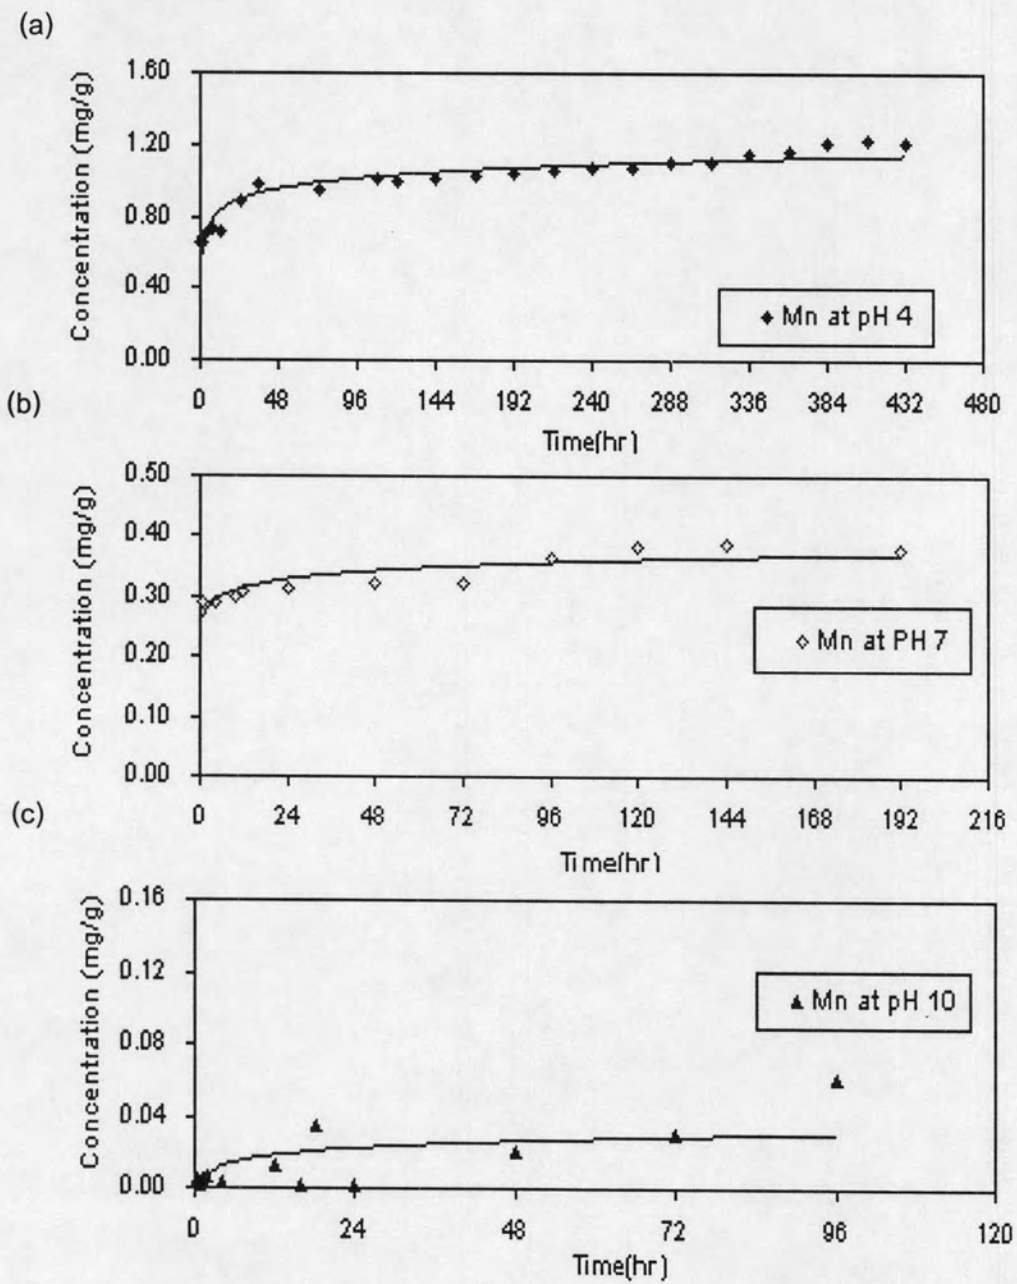 (a)
1.60
1.20
0.80
0.40
0.00
Concentration (mg/g)
Mn at pH 4
0 48 96 144 192 240 288 336 384 432 480
Time(hr)
(b)
0.50
0.40
0.30
0.20
0.10
0.00
Concentration (mg/g)
Mn at PH 7
0 24 48 72 96 120 144 168 192 216
Time(hr)
(c)
0.16
0.12
0.08
0.04
0.00
Concentration (mg/g)
Mn at pH 10
0 24 48 72 96 120
Time(hr)